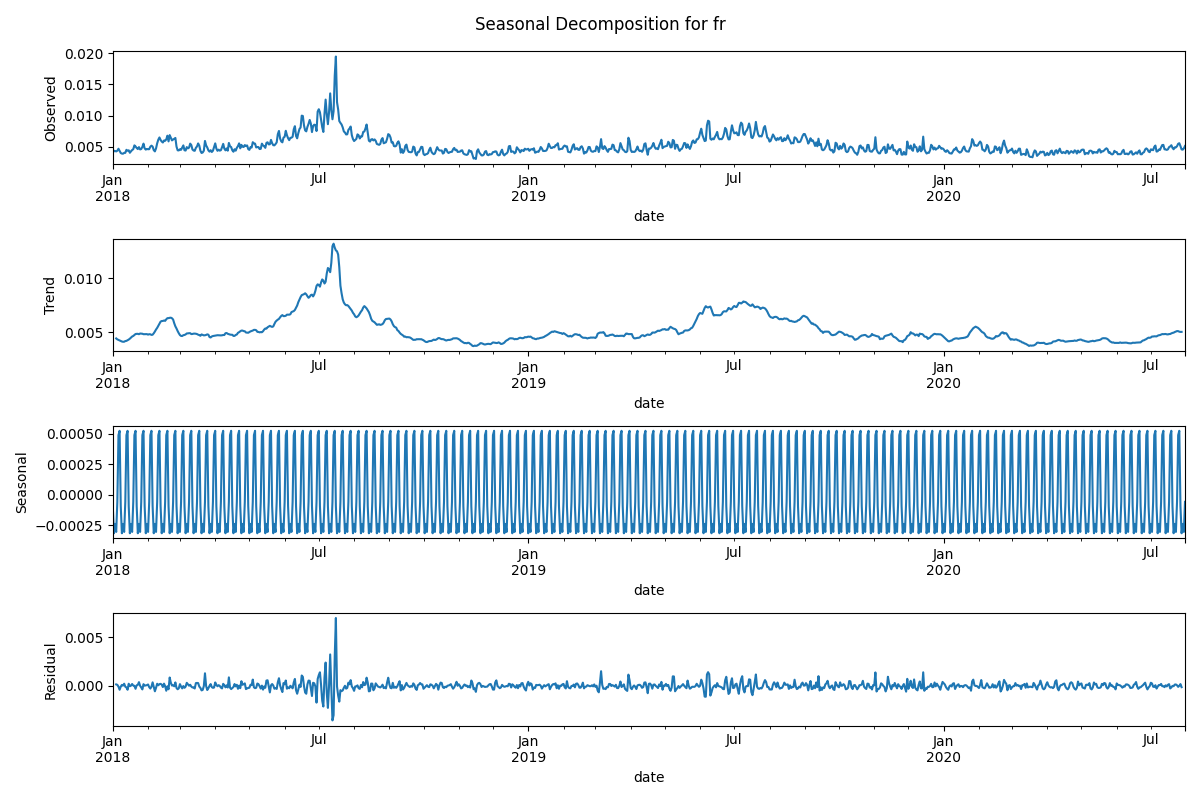 Seasonal Decomposition for fr
Observed
0.020
0.015
0.010
0.005
Jan
2018
Jul
Jan
2019
Jul
Jan
2020
Jul
date
Trend
0.010
0.005
Jan
2018
Jul
Jan
2019
Jul
Jan
2020
Jul
date
Seasonal
0.00050
0.00025
0.00000
−0.00025
Jan
2018
Jul
Jan
2019
Jul
Jan
2020
Jul
date
Residual
0.005
0.000
Jan
2018
Jul
Jan
2019
Jul
Jan
2020
Jul
date